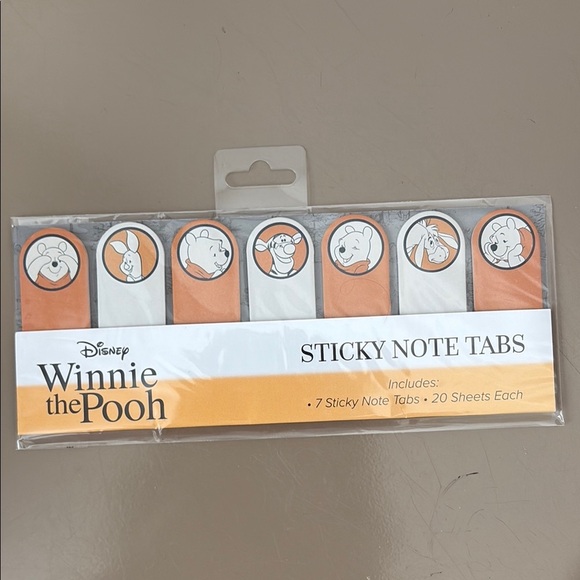 Disney
Winnie
the Pooh
STICKY NOTE TABS
Includes:
• 7 Sticky Note Tabs • 20 Sheets Each